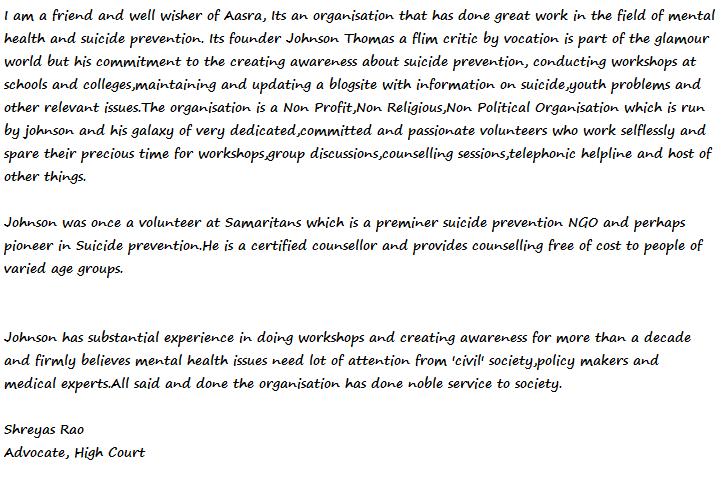 I am a friend and well wisher of Aasra, Its an organisation that has done great work in the field of mental
health and suicide prevention. Its founder Johnson Thomas a flim critic by vocation is part of the glamour
world but his commitment to the creating awareness about suicide prevention, conducting workshops at
schools and colleges,maintaining and updating a blogsite with information on suicide,youth problems and
other relevant issues.The organisation is a Non Profit,Non Religious,Non Political Organisation which is run
by johnson and his galaxy of very dedicated,committed and passionate volunteers who work selflessly and
spare their precious time for workshops,group discussions,counselling sessions,telephonic helpline and host of
other things.

Johnson was once a volunteer at Samaritans which is a preminer suicide prevention NGO and perhaps
pioneer in Suicide prevention.He is a certified counsellor and provides counselling free of cost to people of
varied age groups.

Johnson has substantial experience in doing workshops and creating awareness for more than a decade
and firmly believes mental health issues need lot of attention from 'civil' society,policy makers and
medical experts.All said and done the organisation has done noble service to society.

Shreyas Rao
Advocate, High Court